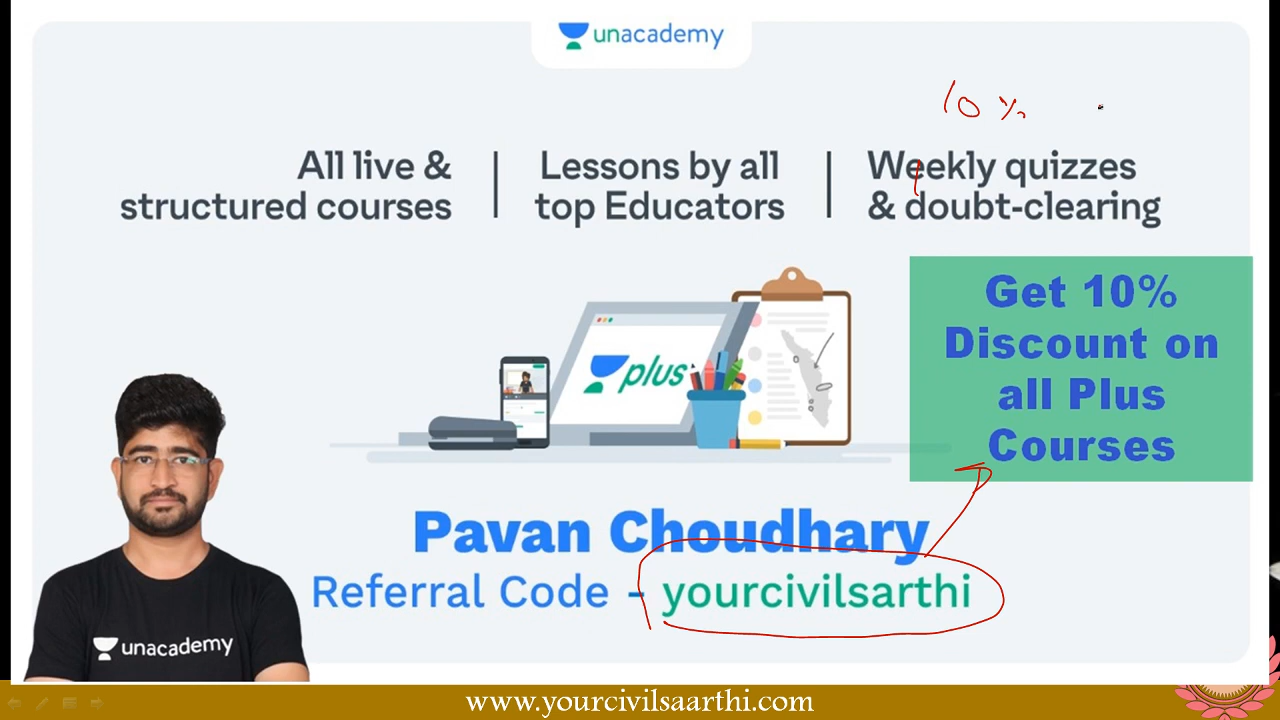 unacademy
10 %
All live &
structured courses
Lessons by all
top Educators
Weekly quizzes
& doubt-clearing
Get 10%
Discount on
all Plus
Courses
plus
Pavan Choudhary
Referral Code - yourcivilsarthi
unacademy
www.yourcivilsaarthi.com